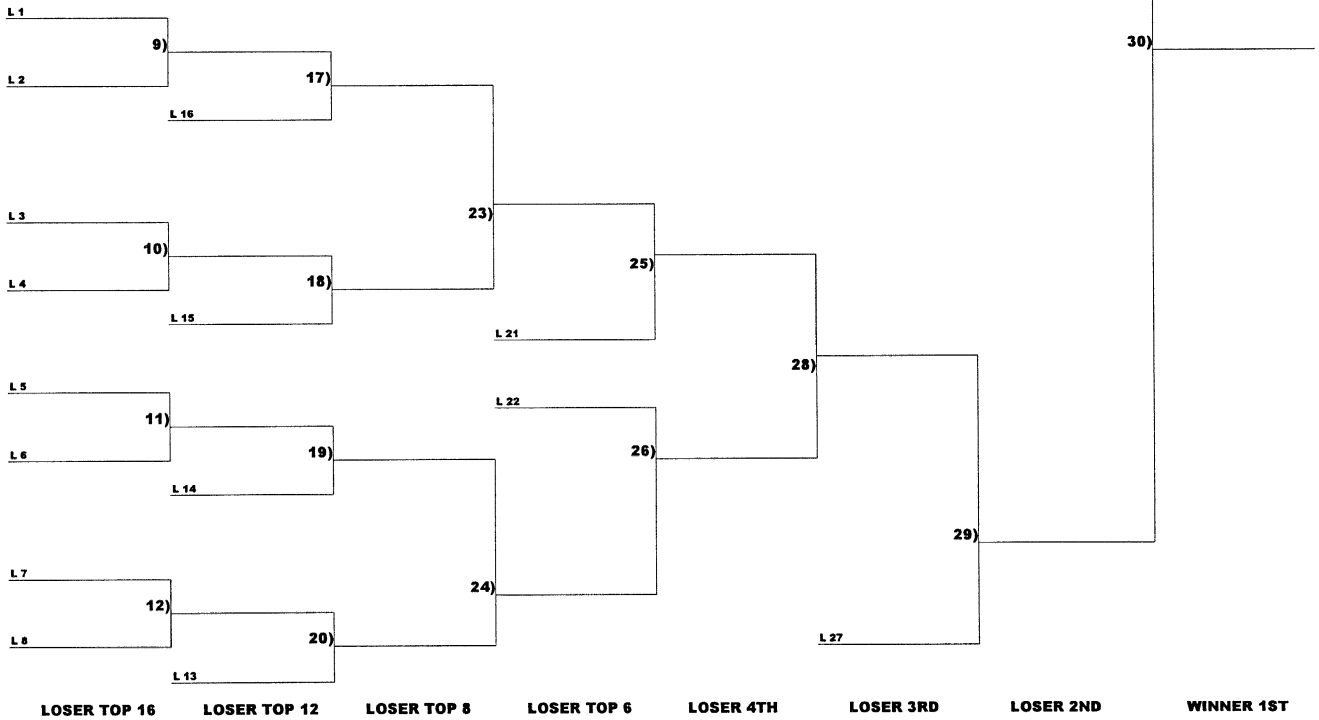 L 1
30)
9)
17)
L 2
L 16
L 3
23)
10)
25)
18)
L 4
L 15
L 21
28)
L 5
L 22
11)
19)
26)
L 6
L 14
29)
L 7
24)
12)
20)
L 8
L 27
L 13
LOSER TOP 16
LOSER TOP 12
LOSER TOP 8
LOSER TOP 6
LOSER 4TH
LOSER 3RD
LOSER 2ND
WINNER 1ST